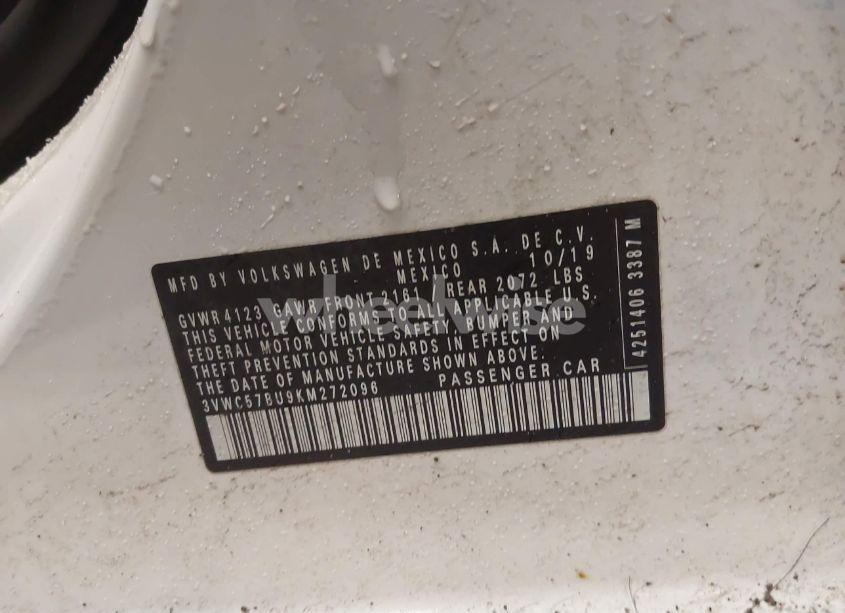 MFD BY VOLKSWAGEN DE MEXICO S.A. DE C.V.
MEXICO 10/19
GVWR 4123 GAWR FRONT 2161 / REAR 2072 LBS
THIS VEHICLE CONFORMS TO ALL APPLICABLE U.S.
FEDERAL MOTOR VEHICLE SAFETY, BUMPER AND
THEFT PREVENTION STANDARDS IN EFFECT ON
THE DATE OF MANUFACTURE SHOWN ABOVE.
3VWC57BU9KM272096 PASSENGER CAR
4251406 3387 M
wheelwise